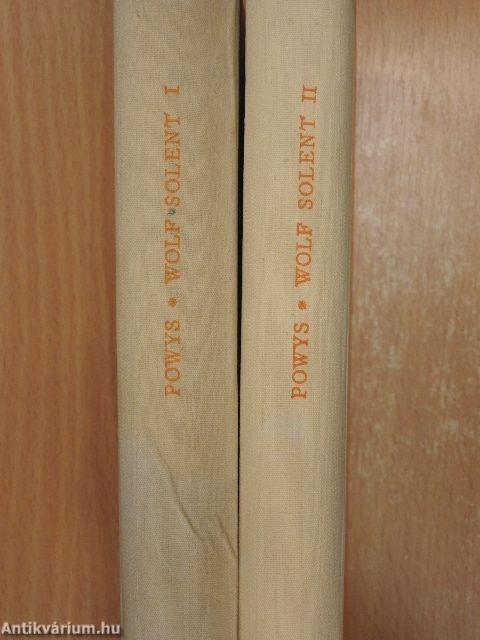 POWYS * WOLF SOLENT I
POWYS * WOLF SOLENT II
Antikvárium.hu